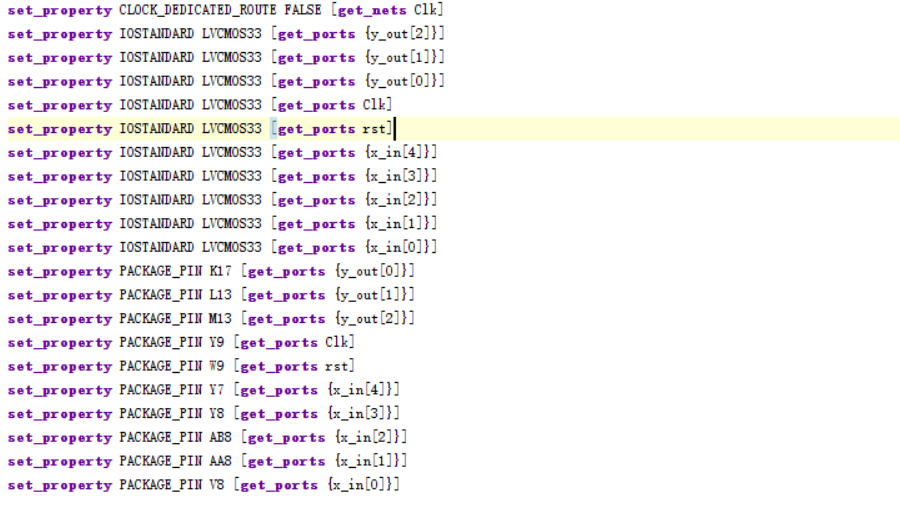 set_property CLOCK_DEDICATED_ROUTE FALSE [get_nets Clk]
set_property IOSTANDARD LVCMOS33 [get_ports {y_out[2]}]
set_property IOSTANDARD LVCMOS33 [get_ports {y_out[1]}]
set_property IOSTANDARD LVCMOS33 [get_ports {y_out[0]}]
set_property IOSTANDARD LVCMOS33 [get_ports Clk]
set_property IOSTANDARD LVCMOS33 [get_ports rst]
set_property IOSTANDARD LVCMOS33 [get_ports {x_in[4]}]
set_property IOSTANDARD LVCMOS33 [get_ports {x_in[3]}]
set_property IOSTANDARD LVCMOS33 [get_ports {x_in[2]}]
set_property IOSTANDARD LVCMOS33 [get_ports {x_in[1]}]
set_property IOSTANDARD LVCMOS33 [get_ports {x_in[0]}]
set_property PACKAGE_PIN K17 [get_ports {y_out[0]}]
set_property PACKAGE_PIN L13 [get_ports {y_out[1]}]
set_property PACKAGE_PIN M13 [get_ports {y_out[2]}]
set_property PACKAGE_PIN Y9 [get_ports Clk]
set_property PACKAGE_PIN W9 [get_ports rst]
set_property PACKAGE_PIN Y7 [get_ports {x_in[4]}]
set_property PACKAGE_PIN Y8 [get_ports {x_in[3]}]
set_property PACKAGE_PIN AB8 [get_ports {x_in[2]}]
set_property PACKAGE_PIN AA8 [get_ports {x_in[1]}]
set_property PACKAGE_PIN V8 [get_ports {x_in[0]}]